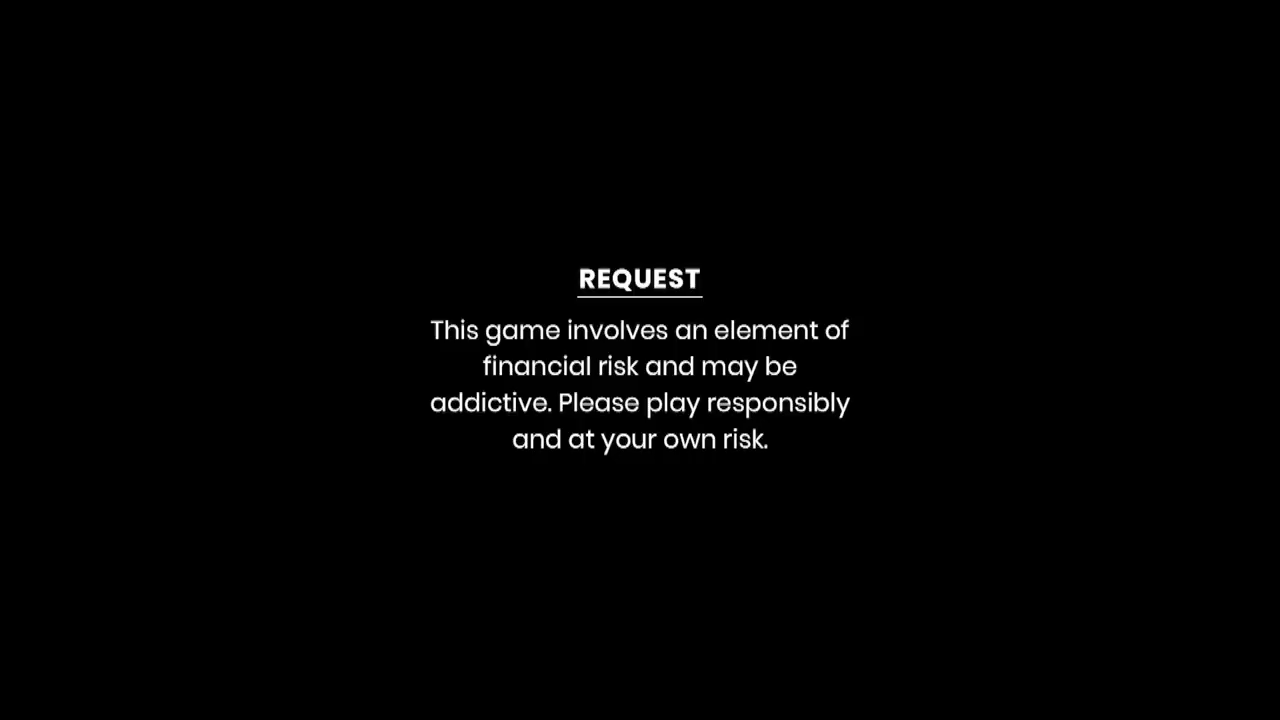 REQUEST
This game involves an element of
financial risk and may be
addictive. Please play responsibly
and at your own risk.